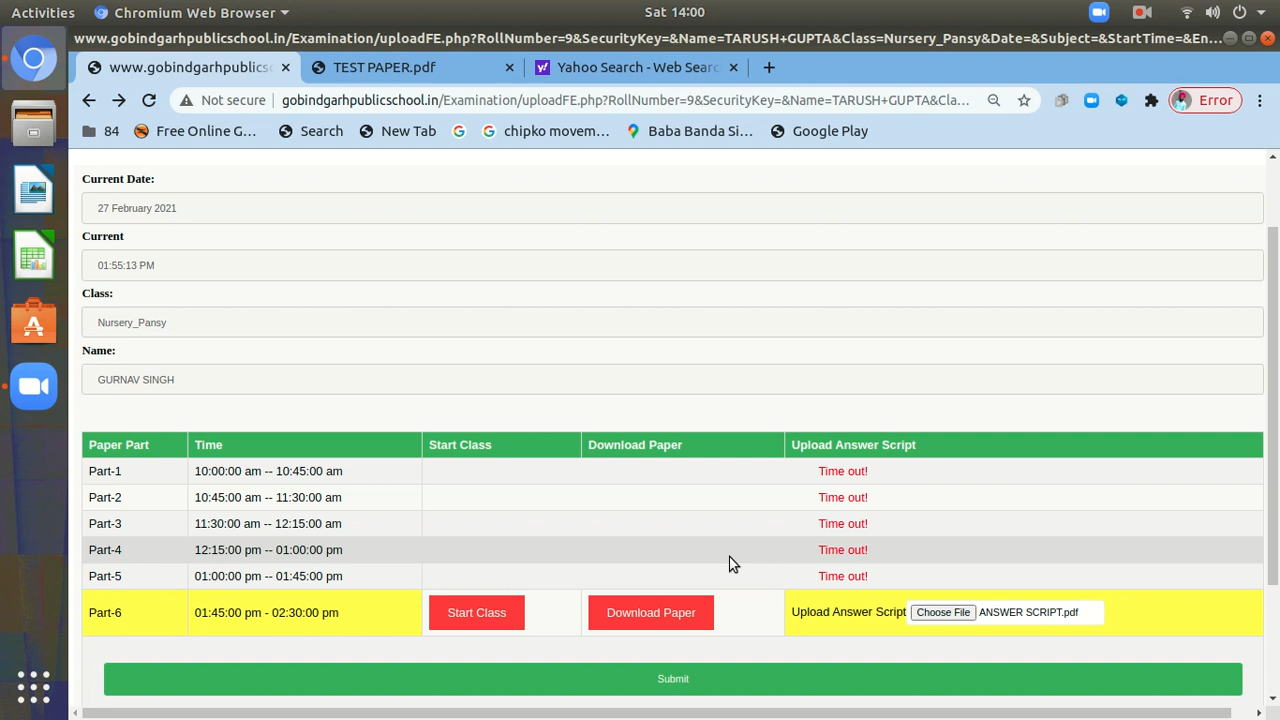 Activities Chromium Web Browser Sat 14:00
www.gobindgarhpublicschool.in/Examination/uploadFE.php?RollNumber=9&SecurityKey=&Name=TARUSH+GUPTA&Class=Nursery_Pansy&Date=&Subject=&StartTime=&En...
www.gobindgarhpublicsc TEST PAPER.pdf Yahoo Search - Web Searc
Not secure gobindgarhpublicschool.in/Examination/uploadFE.php?RollNumber=9&SecurityKey=&Name=TARUSH+GUPTA&Cla... Error
84 Free Online G... Search New Tab chipko movem... Baba Banda Si... Google Play
Current Date:
27 February 2021
Current
01:55:13 PM
Class:
Nursery_Pansy
Name:
GURNAV SINGH
Paper Part Time Start Class Download Paper Upload Answer Script
Part-1 10:00:00 am -- 10:45:00 am Time out!
Part-2 10:45:00 am -- 11:30:00 am Time out!
Part-3 11:30:00 am -- 12:15:00 am Time out!
Part-4 12:15:00 pm -- 01:00:00 pm Time out!
Part-5 01:00:00 pm -- 01:45:00 pm Time out!
Part-6 01:45:00 pm - 02:30:00 pm Start Class Download Paper Upload Answer Script Choose File ANSWER SCRIPT.pdf
Submit